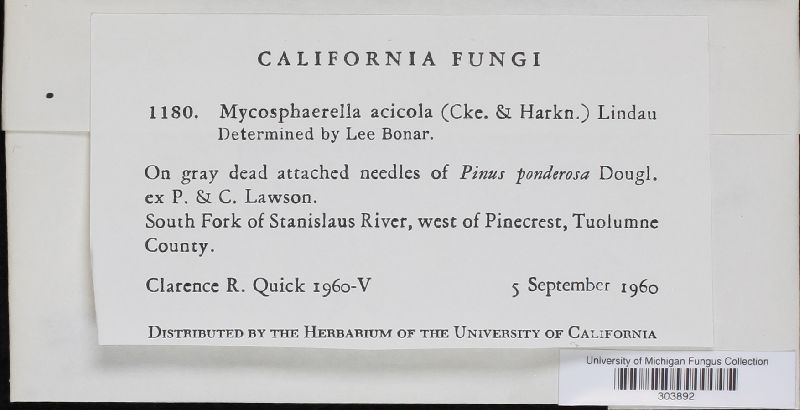 CALIFORNIA FUNGI
1180. Mycosphaerella acicola (Cke. & Harkn.) Lindau
Determined by Lee Bonar.
On gray dead attached needles of Pinus ponderosa Dougl.
ex P. & C. Lawson.
South Fork of Stanislaus River, west of Pinecrest, Tuolumne
County.
Clarence R. Quick 1960-V 5 September 1960
DISTRIBUTED BY THE HERBARIUM OF THE UNIVERSITY OF CALIFORNIA
University of Michigan Fungus Collection
303892